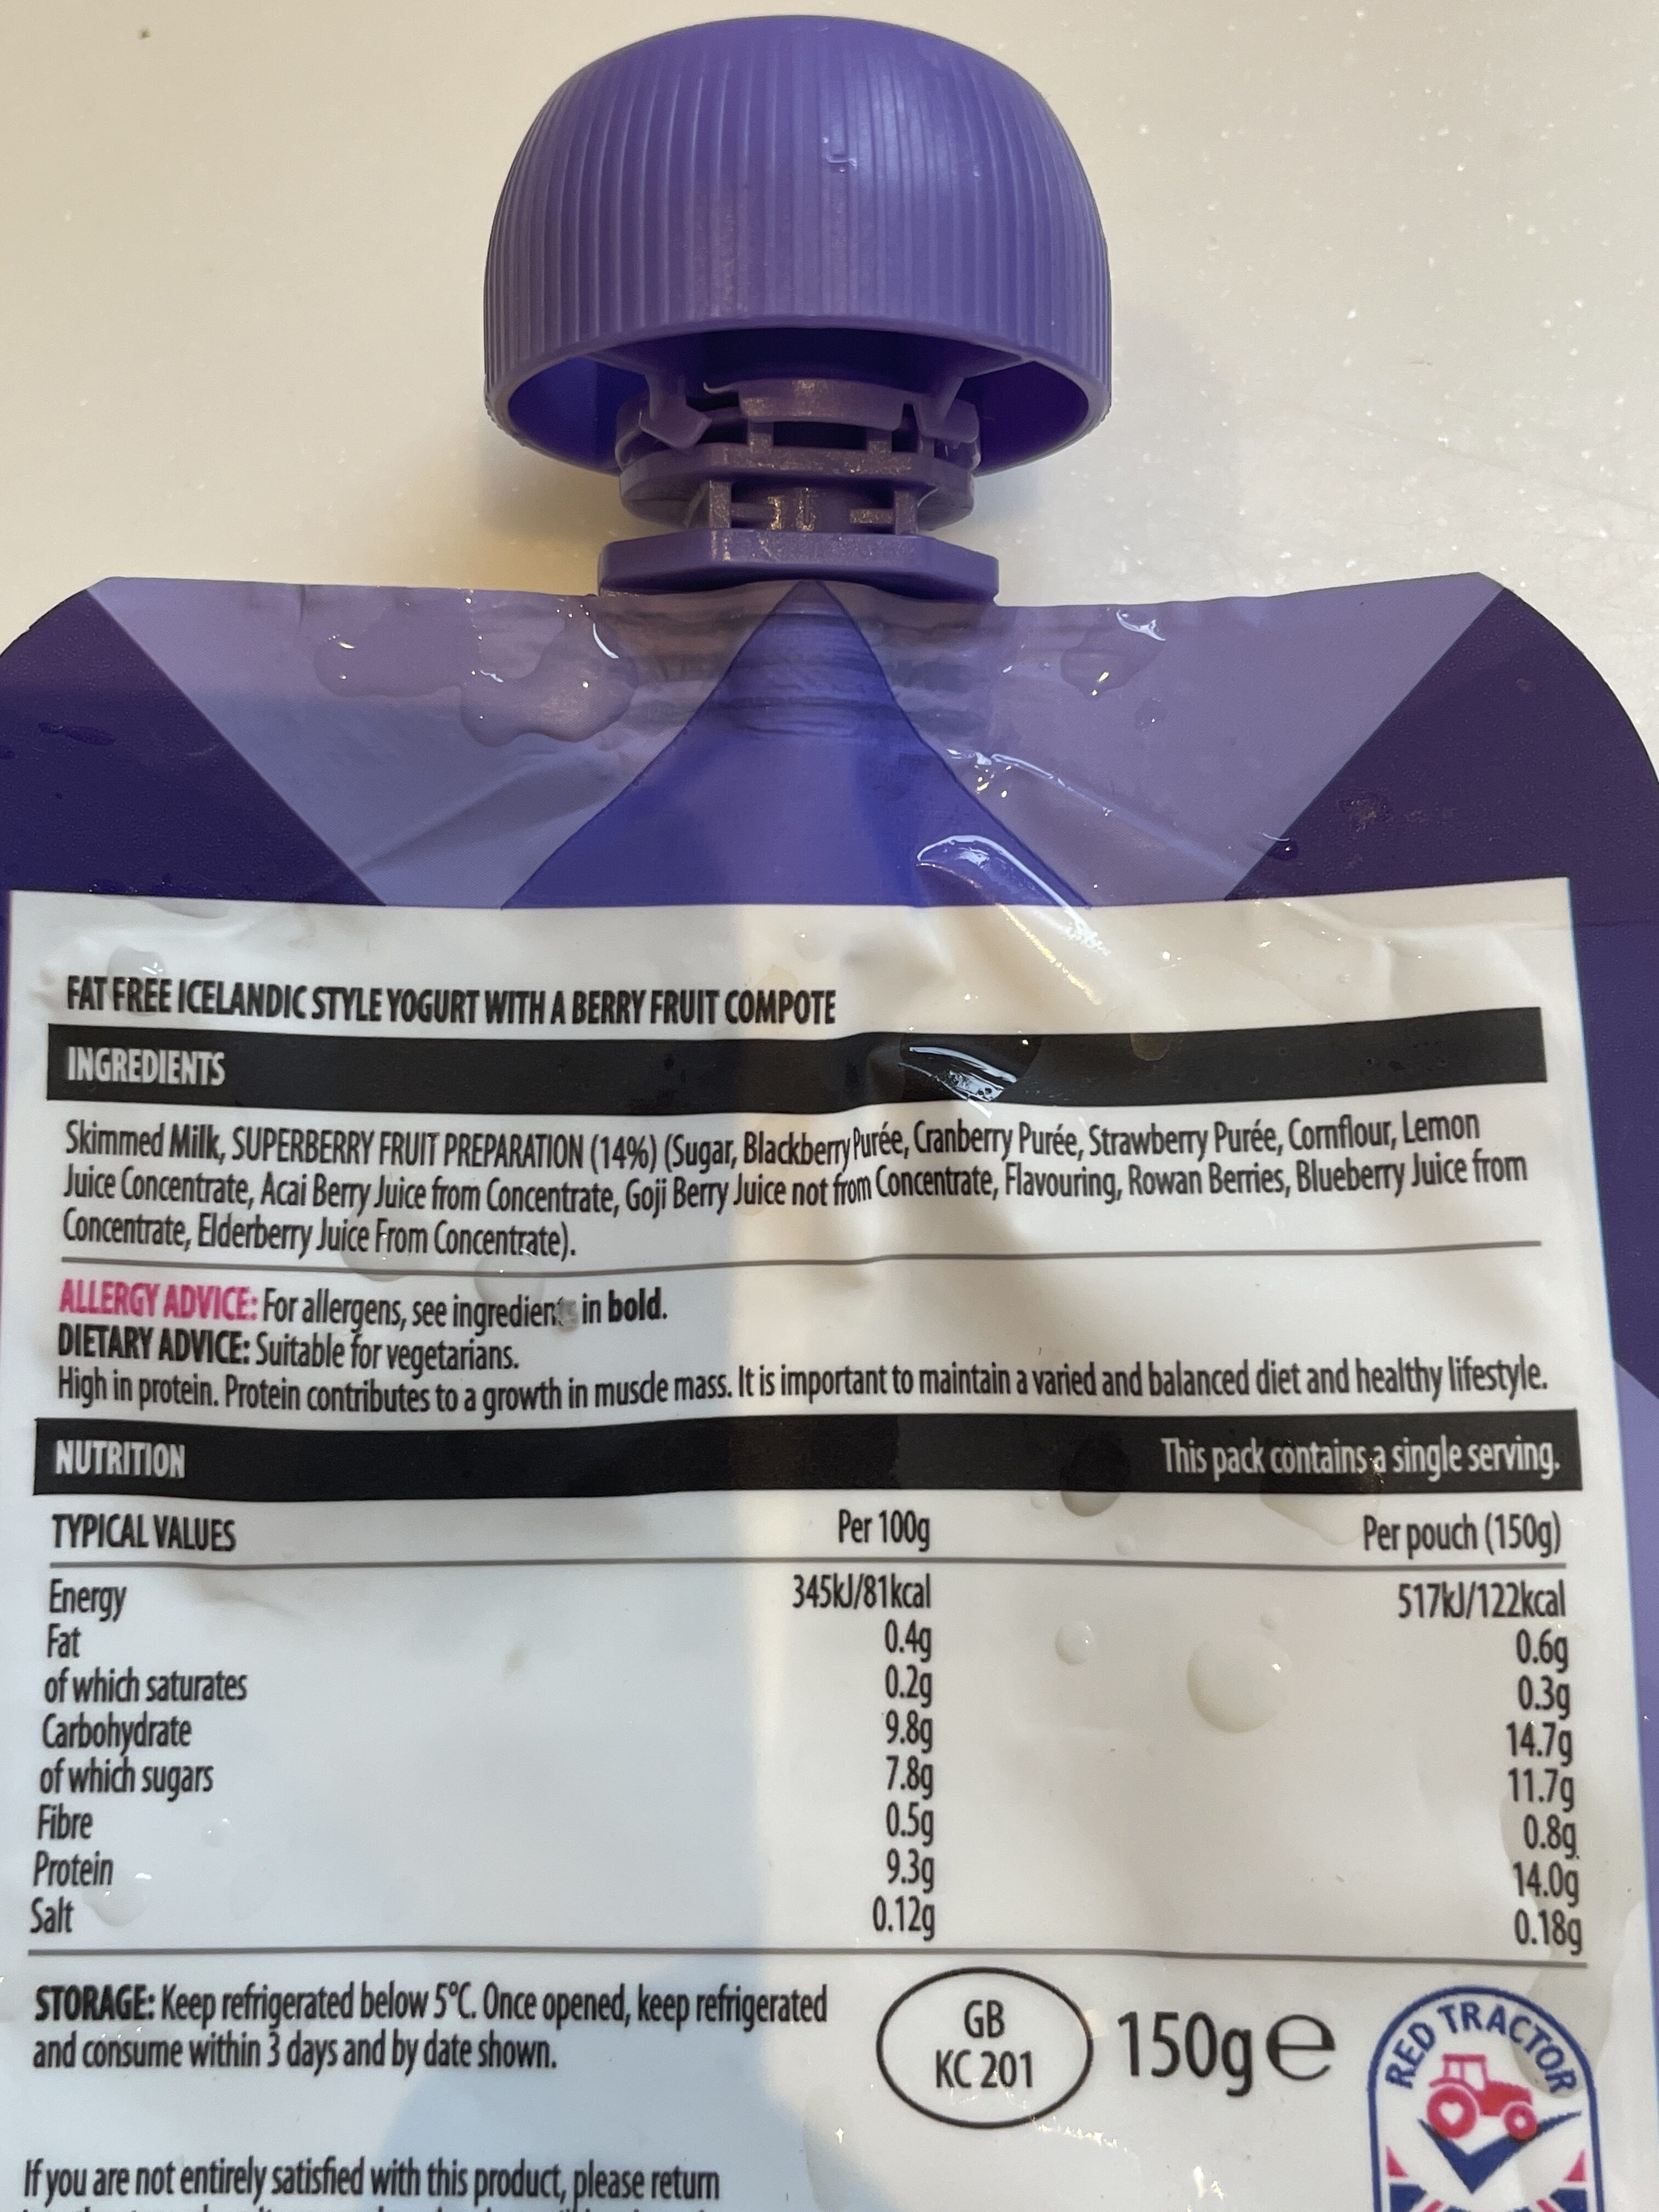 FAT FREE ICELANDIC STYLE YOGURT WITH A BERRY FRUIT COMPOTE
INGREDIENTS
Skimmed Milk, SUPERBERRY FRUIT PREPARATION (14%) (Sugar, Blackberry Purée, Cranberry Purée, Strawberry Purée, Cornflour, Lemon
Juice Concentrate, Acai Berry Juice from Concentrate, Goji Berry Juice not from Concentrate, Flavouring, Rowan Berries, Blueberry Juice from
Concentrate, Elderberry Juice From Concentrate).
ALLERGY ADVICE: For allergens, see ingredients in bold.
DIETARY ADVICE: Suitable for vegetarians.
High in protein. Protein contributes to a growth in muscle mass. It is important to maintain a varied and balanced diet and healthy lifestyle.
NUTRITION This pack contains a single serving.
TYPICAL VALUES Per 100g Per pouch (150g)
Energy 345kJ/81kcal 517kJ/122kcal
Fat 0.4g 0.6g
of which saturates 0.2g 0.3g
Carbohydrate 9.8g 14.7g
of which sugars 7.8g 11.7g
Fibre 0.5g 0.8g
Protein 9.3g 14.0g
Salt 0.12g 0.18g
STORAGE: Keep refrigerated below 5°C. Once opened, keep refrigerated
and consume within 3 days and by date shown.
GB
KC 201
150g e
RED TRACTOR
If you are not entirely satisfied with this product, please return